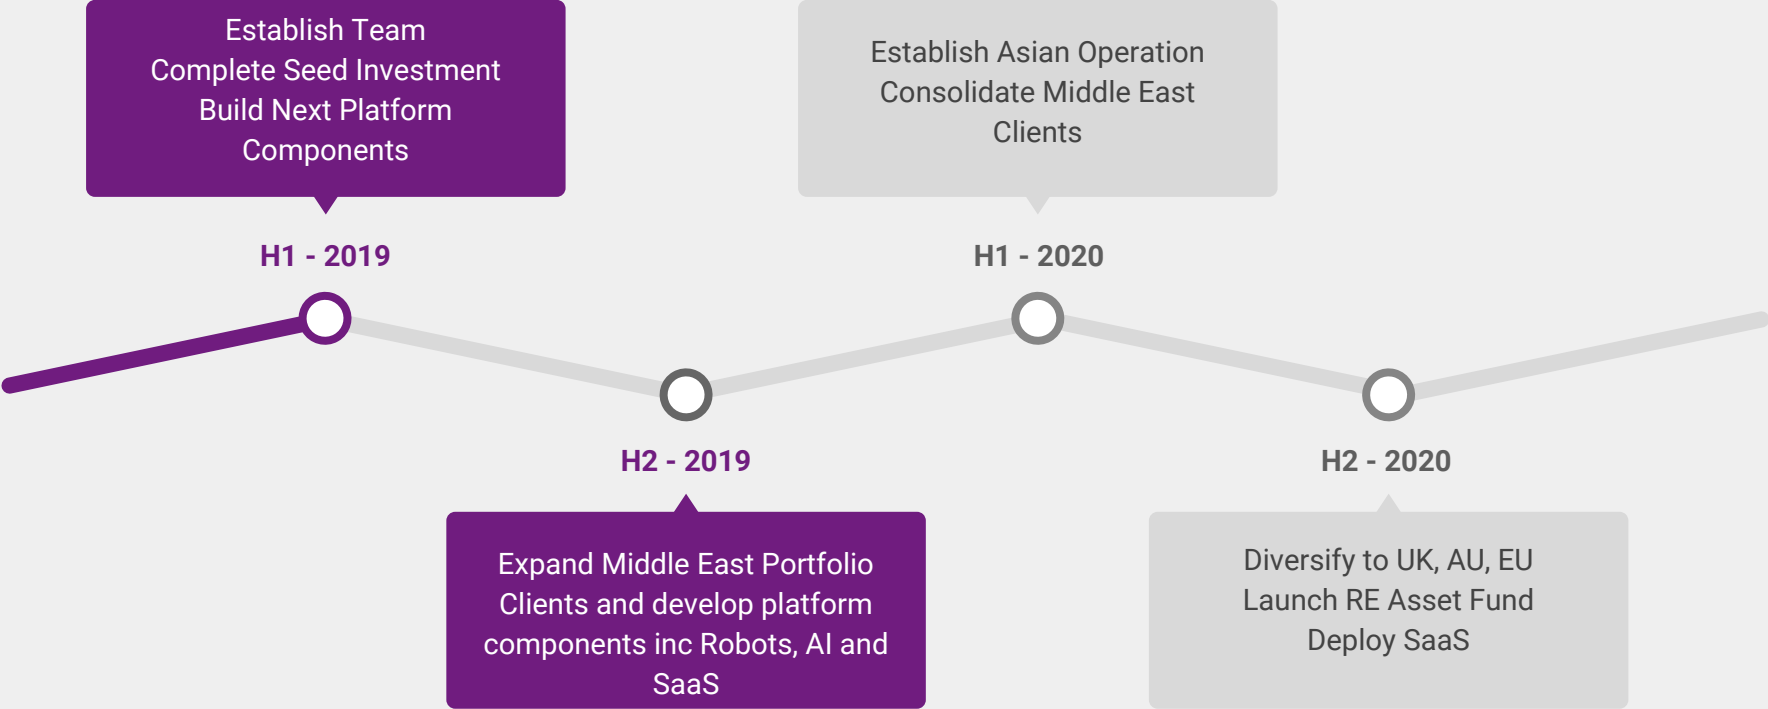 Establish Team
Complete Seed Investment
Build Next Platform
Components
H1 - 2019
Expand Middle East Portfolio
Clients and develop platform
components inc Robots, AI and
SaaS
H2 - 2019
Establish Asian Operation
Consolidate Middle East
Clients
H1 - 2020
Diversify to UK, AU, EU
Launch RE Asset Fund
Deploy SaaS
H2 - 2020